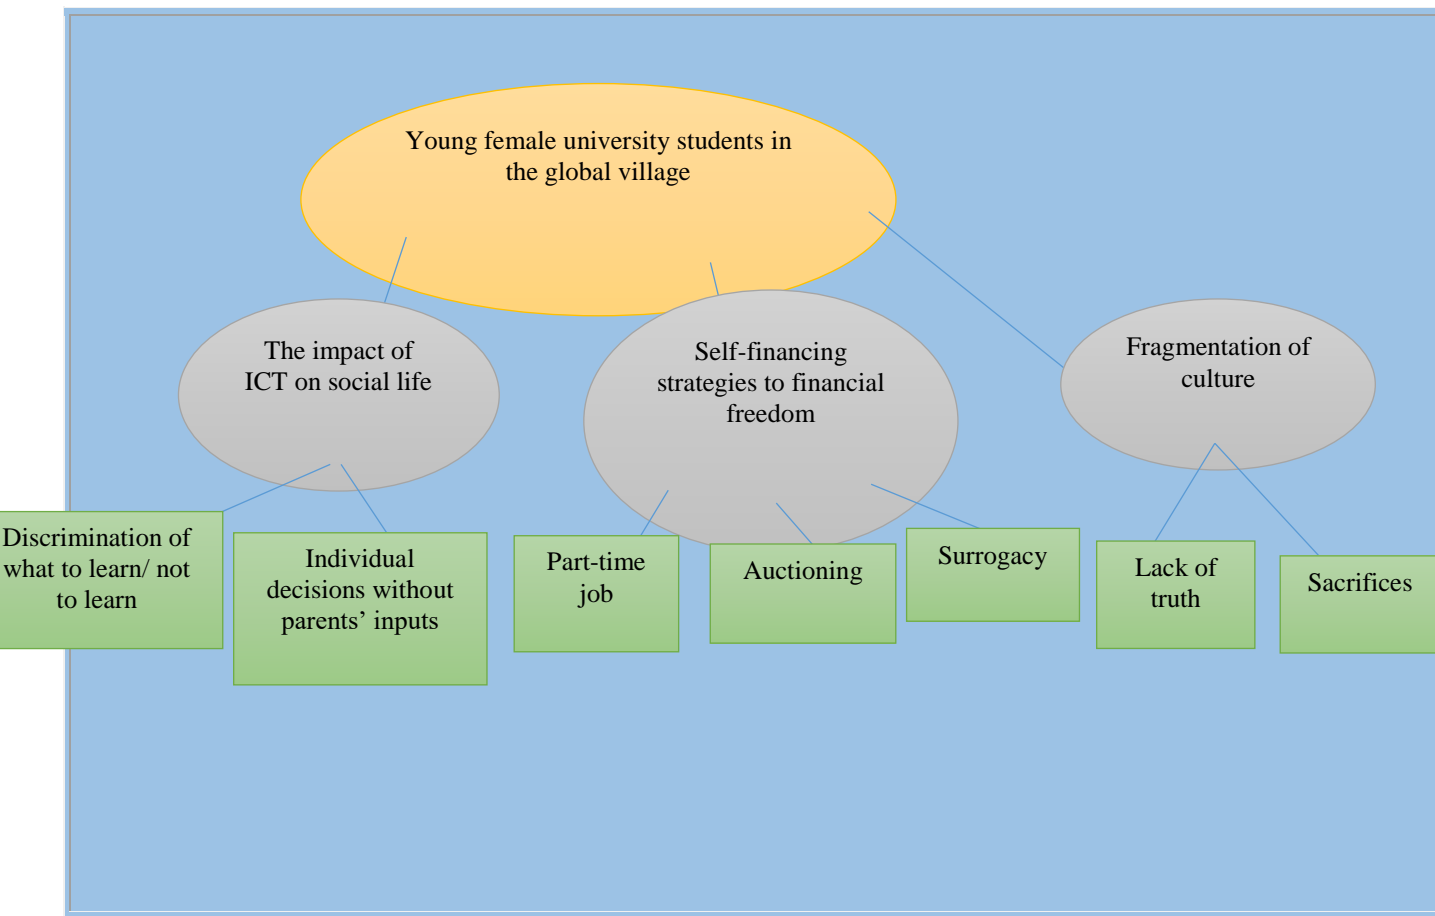 Young female university students in
the global village
The impact of
ICT on social life
Self-financing
strategies to financial
freedom
Fragmentation of
culture
Discrimination of
what to learn/ not
to learn
Individual
decisions without
parents’ inputs
Part-time
job
Auctioning
Surrogacy
Lack of
truth
Sacrifices